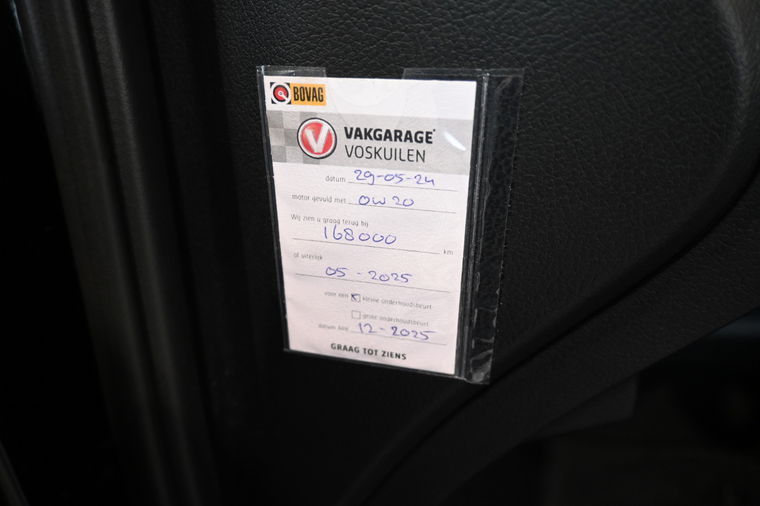 BOVAG
VAKGARAGE
VOSKUILEN
datum 29-05-24
motor gevuld met 0W20
Wij zien u graag terug bij
168000 km
of uiterlijk
05-2025
voor een kleine onderhoudsbeurt
grote onderhoudsbeurt
12-2025
GRAAG TOT ZIENS